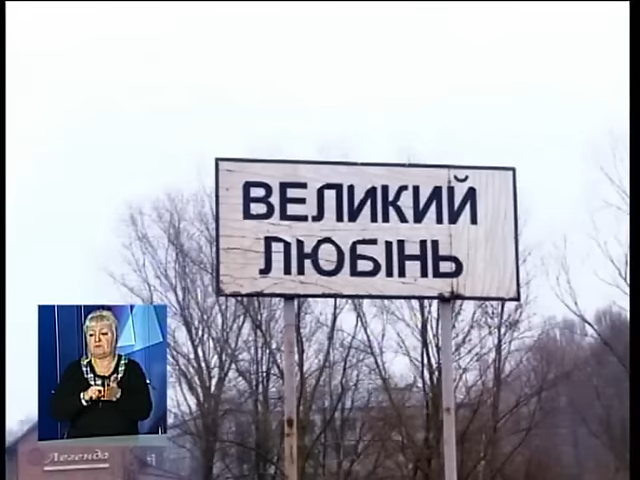 ВЕЛИКИЙ
ЛЮБІНЬ
Легенда